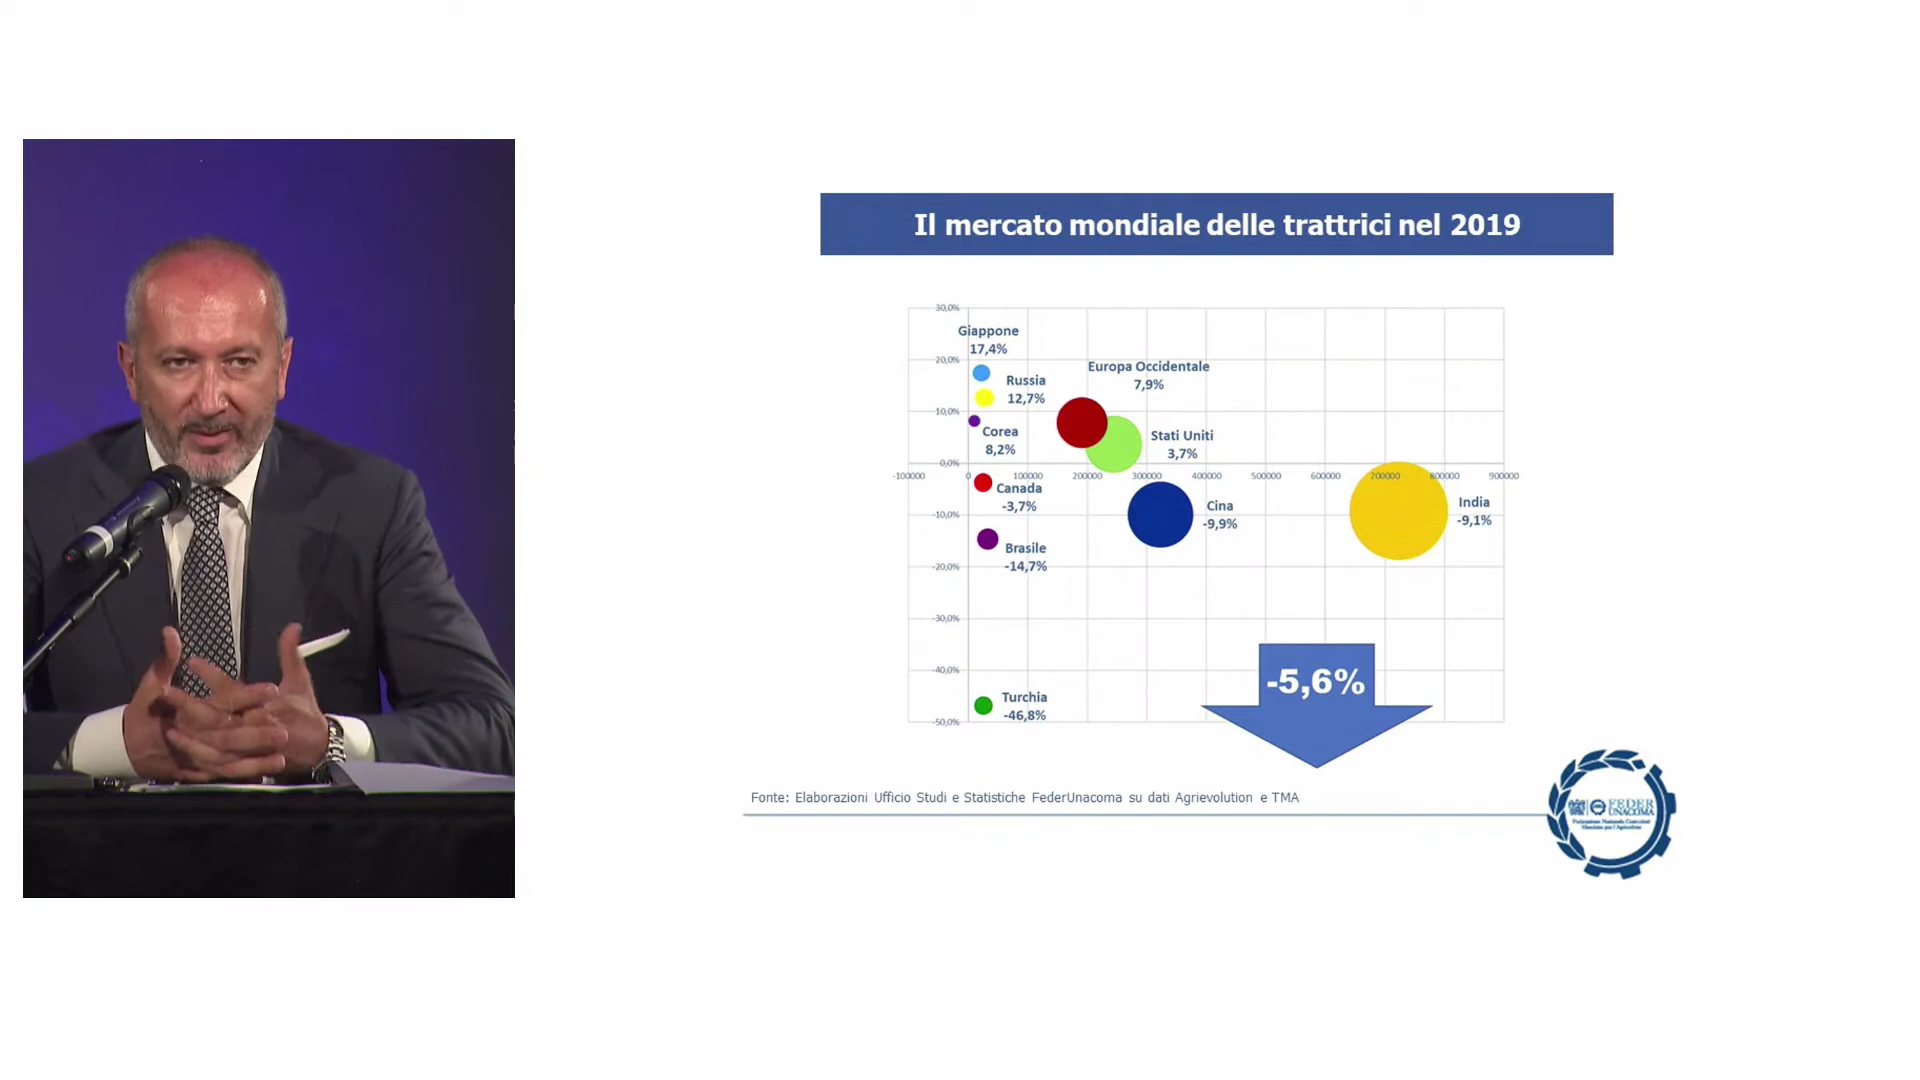 Il mercato mondiale delle trattrici nel 2019
30,0%
Giappone
17,4%
20,0%
Europa Occidentale
7,9%
Russia
12,7%
10,0%
Corea
8,2%
Stati Uniti
3,7%
0,0%
-100000 0 100000 200000 300000 400000 500000 600000 700000 800000 900000
Canada
-3,7%
Cina
-9,9%
India
-9,1%
-10,0%
Brasile
-14,7%
-20,0%
-30,0%
-40,0%
-5,6%
Turchia
-46,8%
-50,0%
Fonte: Elaborazioni Ufficio Studi e Statistiche FederUnacoma su dati Agrievolution e TMA
FEDER
UNACOMA